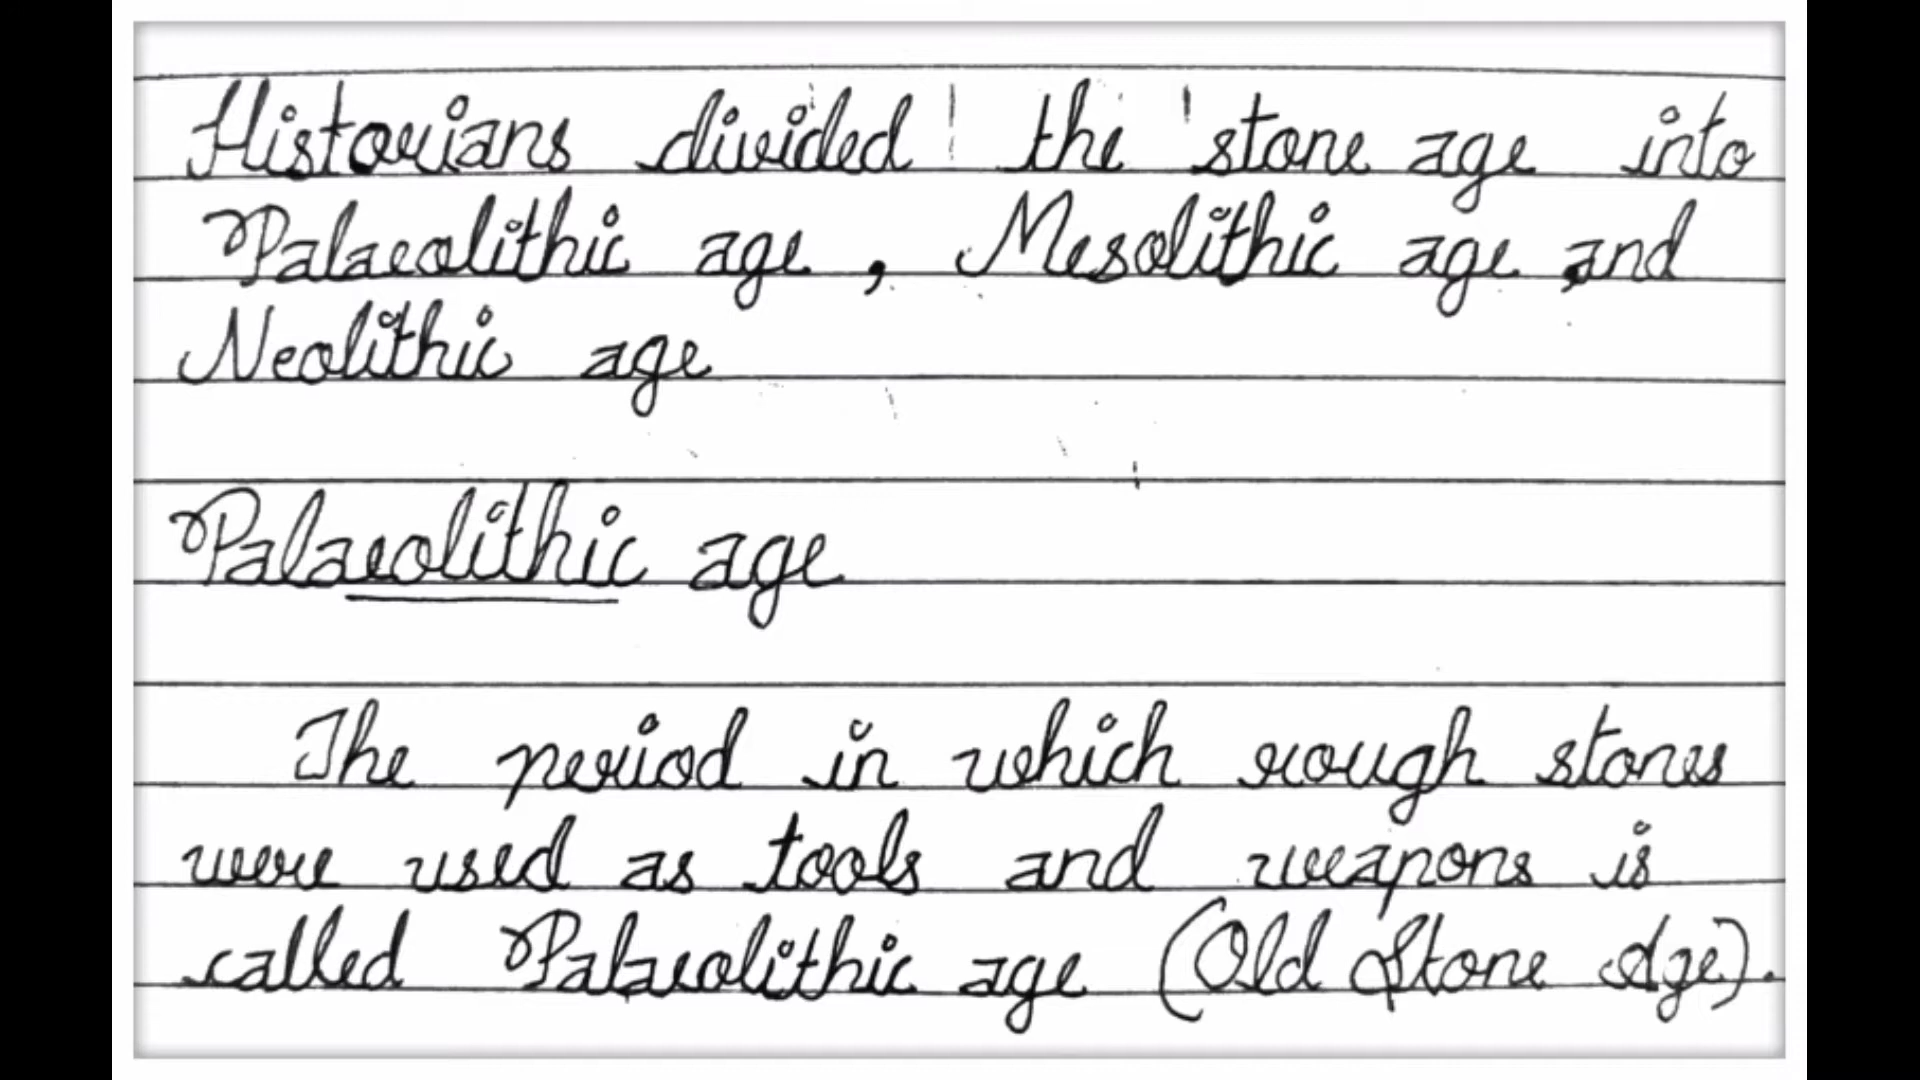 Historians divided the stone age into
Palaeolithic age, Mesolithic age and
Neolithic age
Palaeolithic age
The period in which rough stones
were used as tools and weapons is
called Palaeolithic age (Old Stone Age).